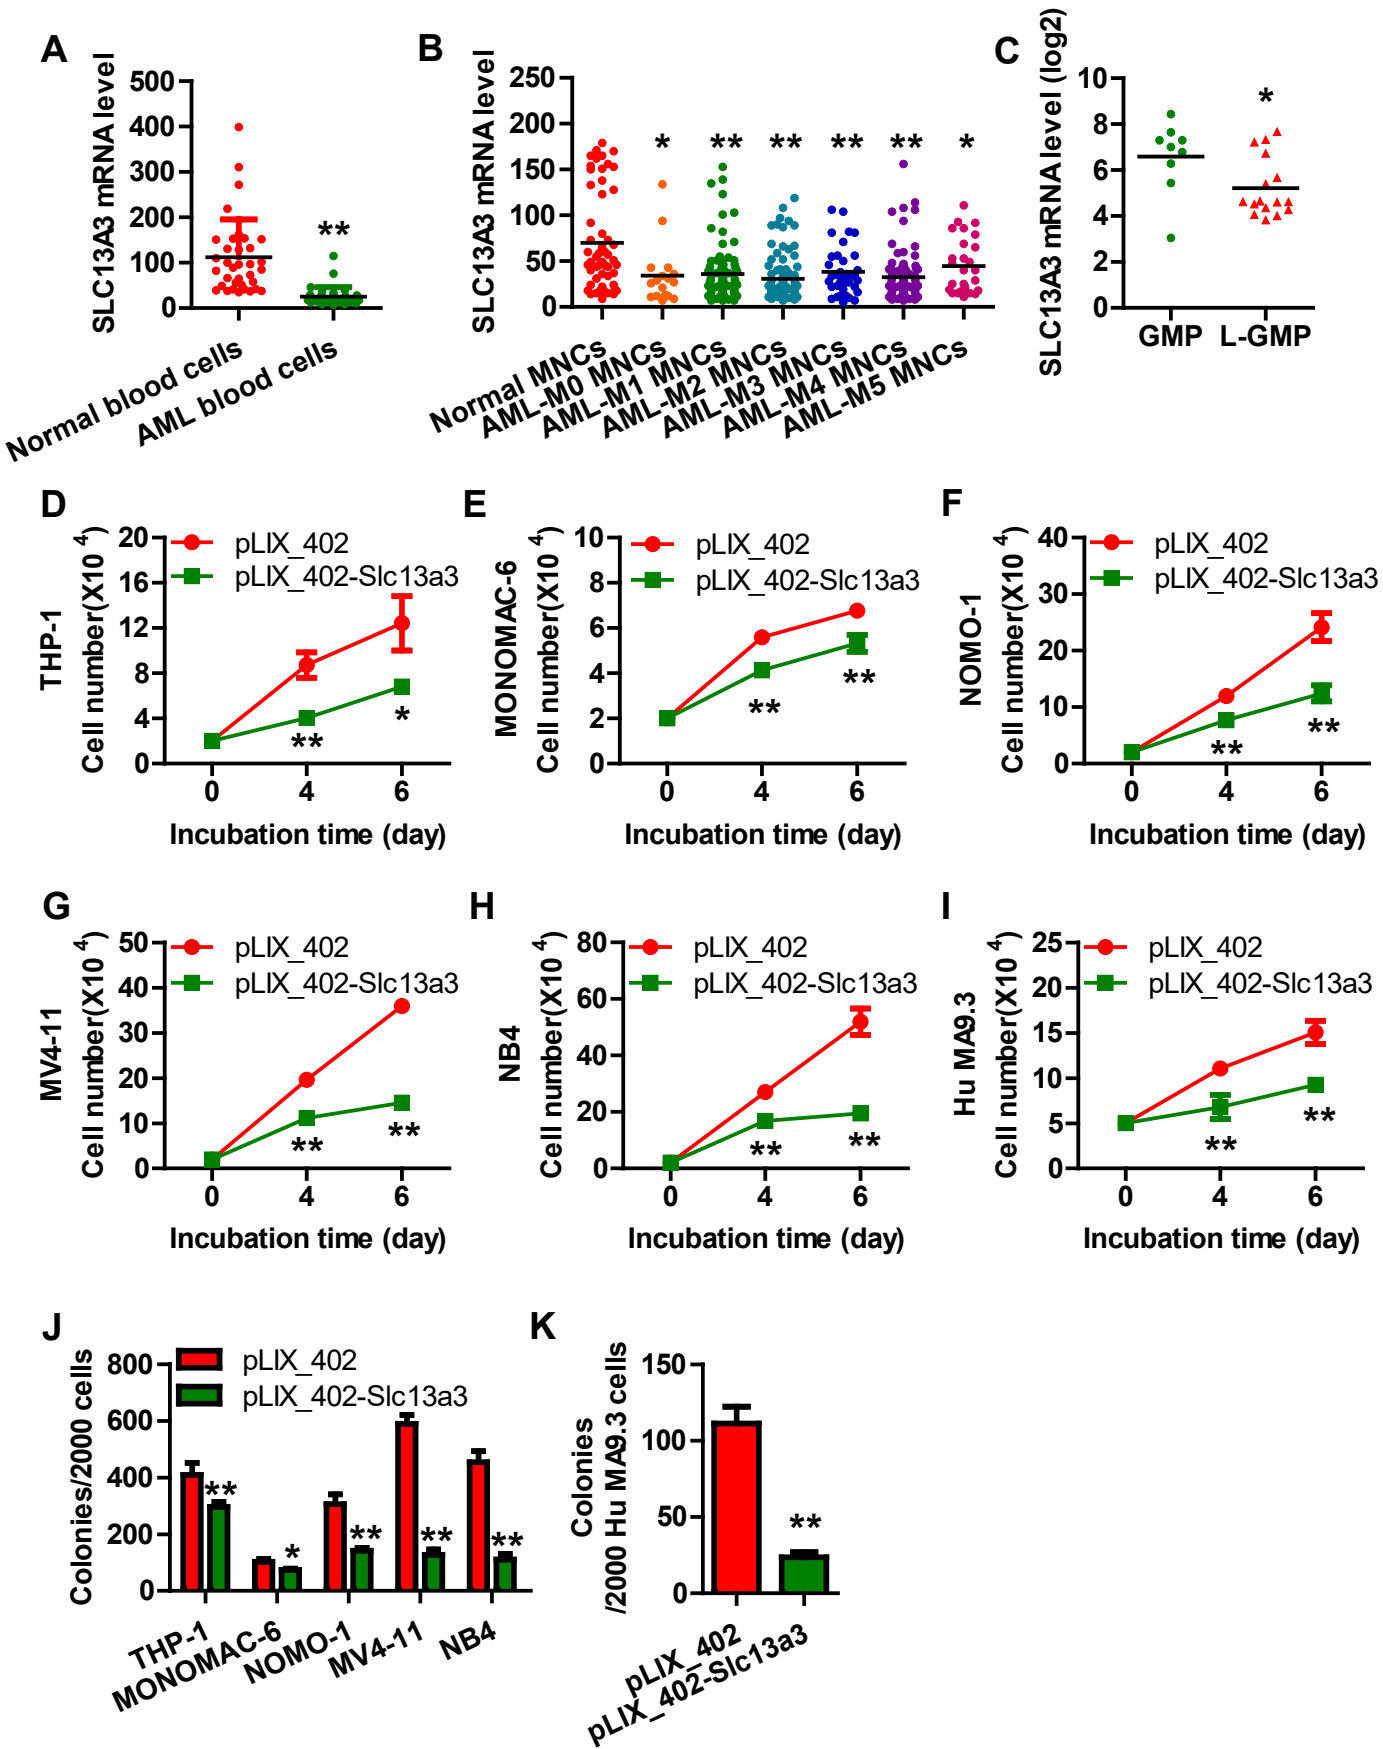 A
SLC13A3 mRNA level
500
400
300
200
100
0
**
Normal blood cells
AML blood cells
B
SLC13A3 mRNA level
250
200
150
100
50
0
* ** ** ** ** *
Normal MNCs
AML-M0 MNCs
AML-M1 MNCs
AML-M2 MNCs
AML-M3 MNCs
AML-M4 MNCs
AML-M5 MNCs
C
SLC13A3 mRNA level (log2)
10
8
6
4
2
0
*
GMP L-GMP
D
THP-1
Cell number(X10 4)
20
16
12
8
4
0
pLIX_402
pLIX_402-Slc13a3
**
*
0 4 6
Incubation time (day)
E
MONOMAC-6
Cell number(X10 4)
10
8
6
4
2
0
pLIX_402
pLIX_402-Slc13a3
**
**
0 4 6
Incubation time (day)
F
NOMO-1
Cell number(X10 4)
40
30
20
10
0
pLIX_402
pLIX_402-Slc13a3
**
**
0 4 6
Incubation time (day)
G
MV4-11
Cell number(X10 4)
50
40
30
20
10
0
pLIX_402
pLIX_402-Slc13a3
**
**
0 4 6
Incubation time (day)
H
NB4
Cell number(X10 4)
80
60
40
20
0
pLIX_402
pLIX_402-Slc13a3
**
**
0 4 6
Incubation time (day)
I
Hu MA9.3
Cell number(X10 4)
25
20
15
10
5
0
pLIX_402
pLIX_402-Slc13a3
**
**
0 4 6
Incubation time (day)
J
Colonies/2000 cells
800
600
400
200
0
pLIX_402
pLIX_402-Slc13a3
** * ** ** **
THP-1
MONOMAC-6
NOMO-1
MV4-11
NB4
K
Colonies
/2000 Hu MA9.3 cells
150
100
50
0
**
pLIX_402
pLIX_402-Slc13a3